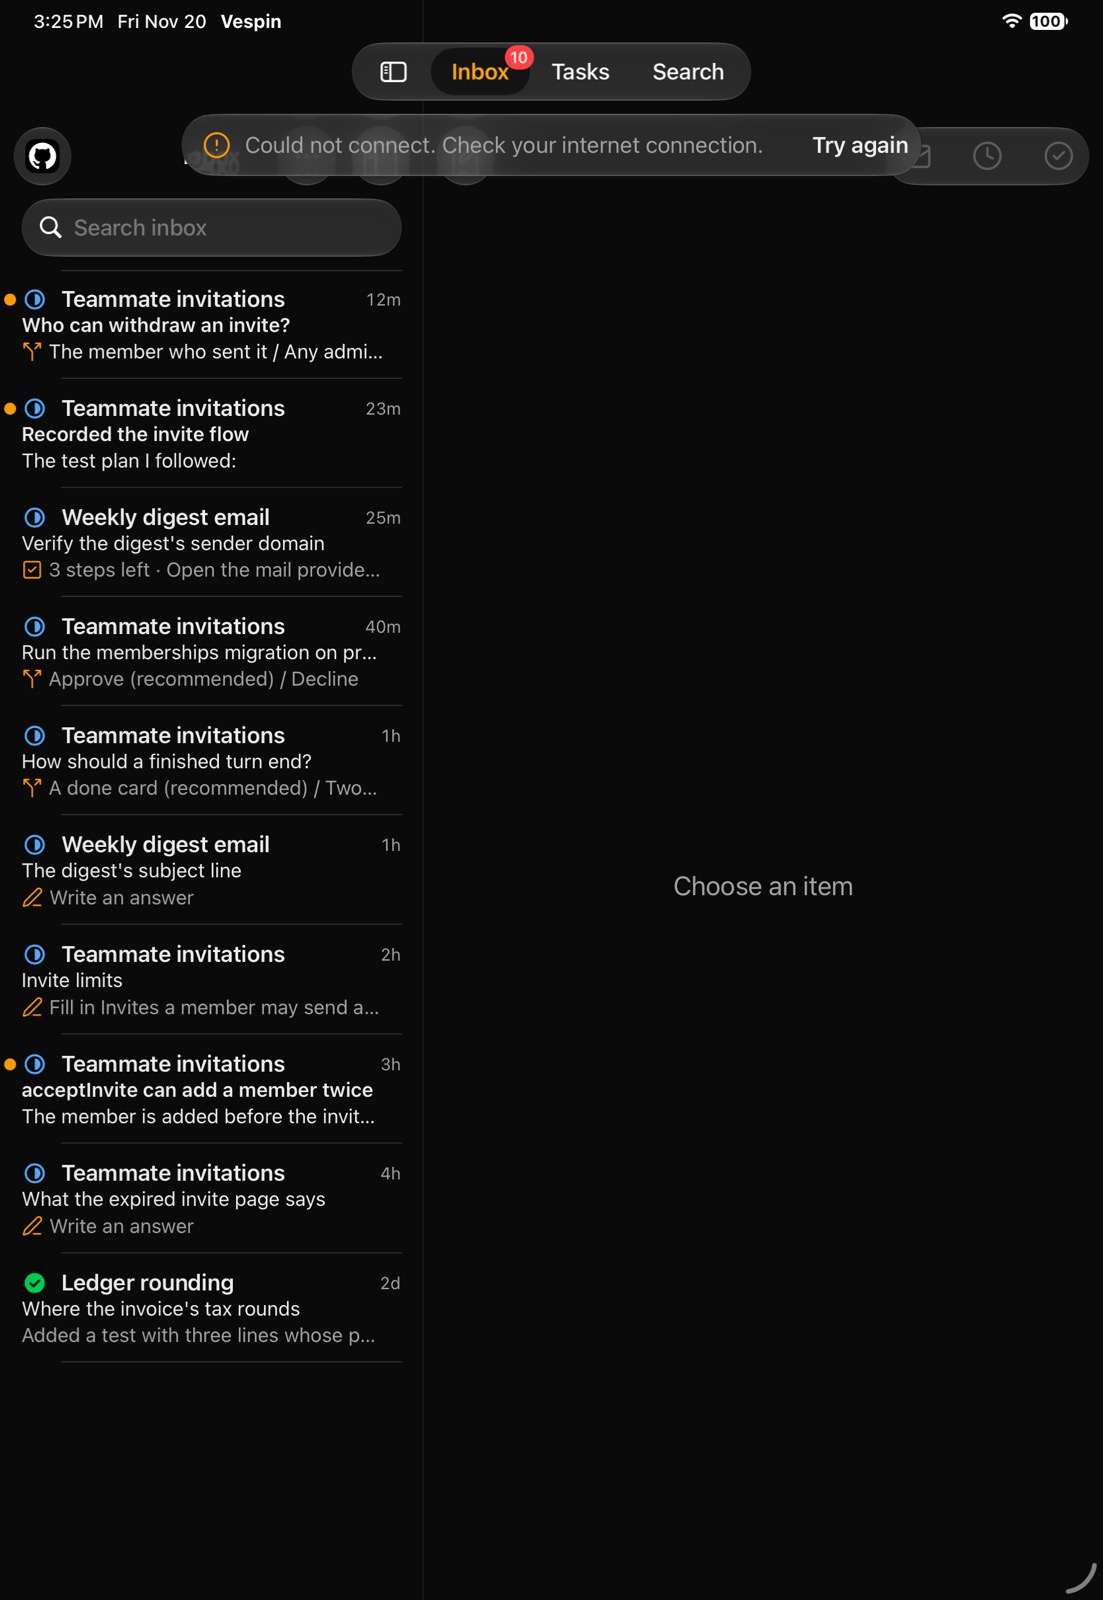 3:25 PM Fri Nov 20 Vespin
100
Inbox 10 Tasks Search
Could not connect. Check your internet connection. Try again
Search inbox
Teammate invitations 12m
Who can withdraw an invite?
The member who sent it / Any admi...
Teammate invitations 23m
Recorded the invite flow
The test plan I followed:
Weekly digest email 25m
Verify the digest's sender domain
3 steps left · Open the mail provide...
Teammate invitations 40m
Run the memberships migration on pr...
Approve (recommended) / Decline
Teammate invitations 1h
How should a finished turn end?
A done card (recommended) / Two...
Weekly digest email 1h
The digest's subject line
Write an answer
Teammate invitations 2h
Invite limits
Fill in Invites a member may send a...
Teammate invitations 3h
acceptInvite can add a member twice
The member is added before the invit...
Teammate invitations 4h
What the expired invite page says
Write an answer
Ledger rounding 2d
Where the invoice's tax rounds
Added a test with three lines whose p...
Choose an item